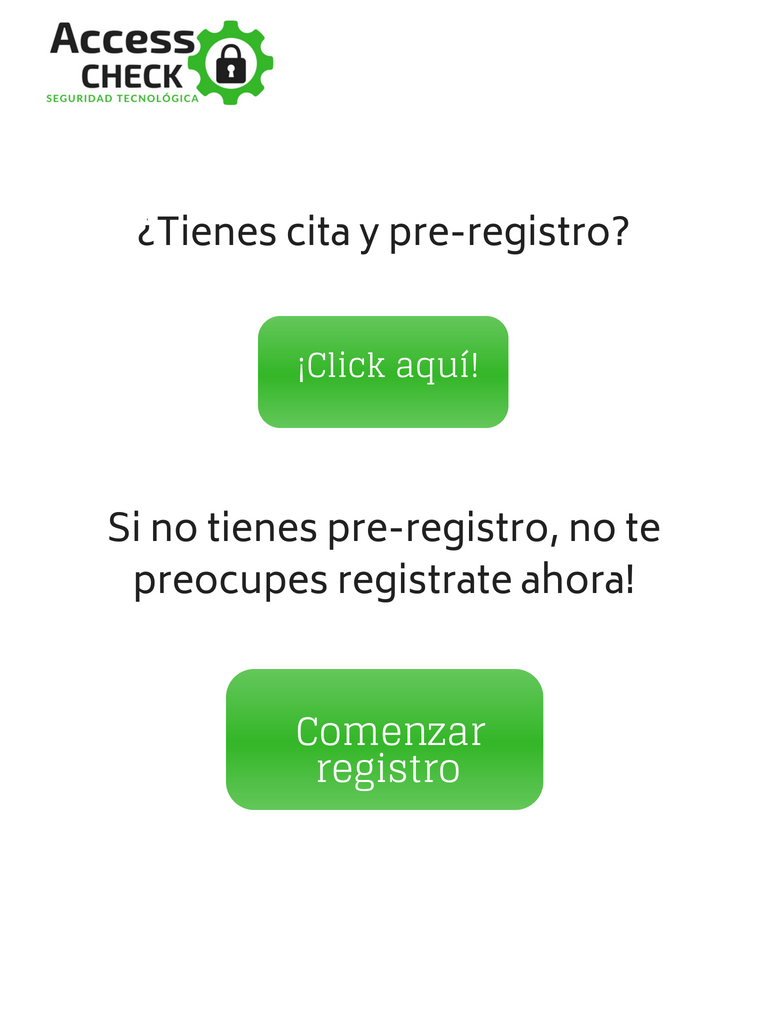 Access
CHECK
SEGURIDAD TECNOLÓGICA
¿Tienes cita y pre-registro?
¡Click aquí!
Si no tienes pre-registro, no te
preocupes registrate ahora!
Comenzar
registro